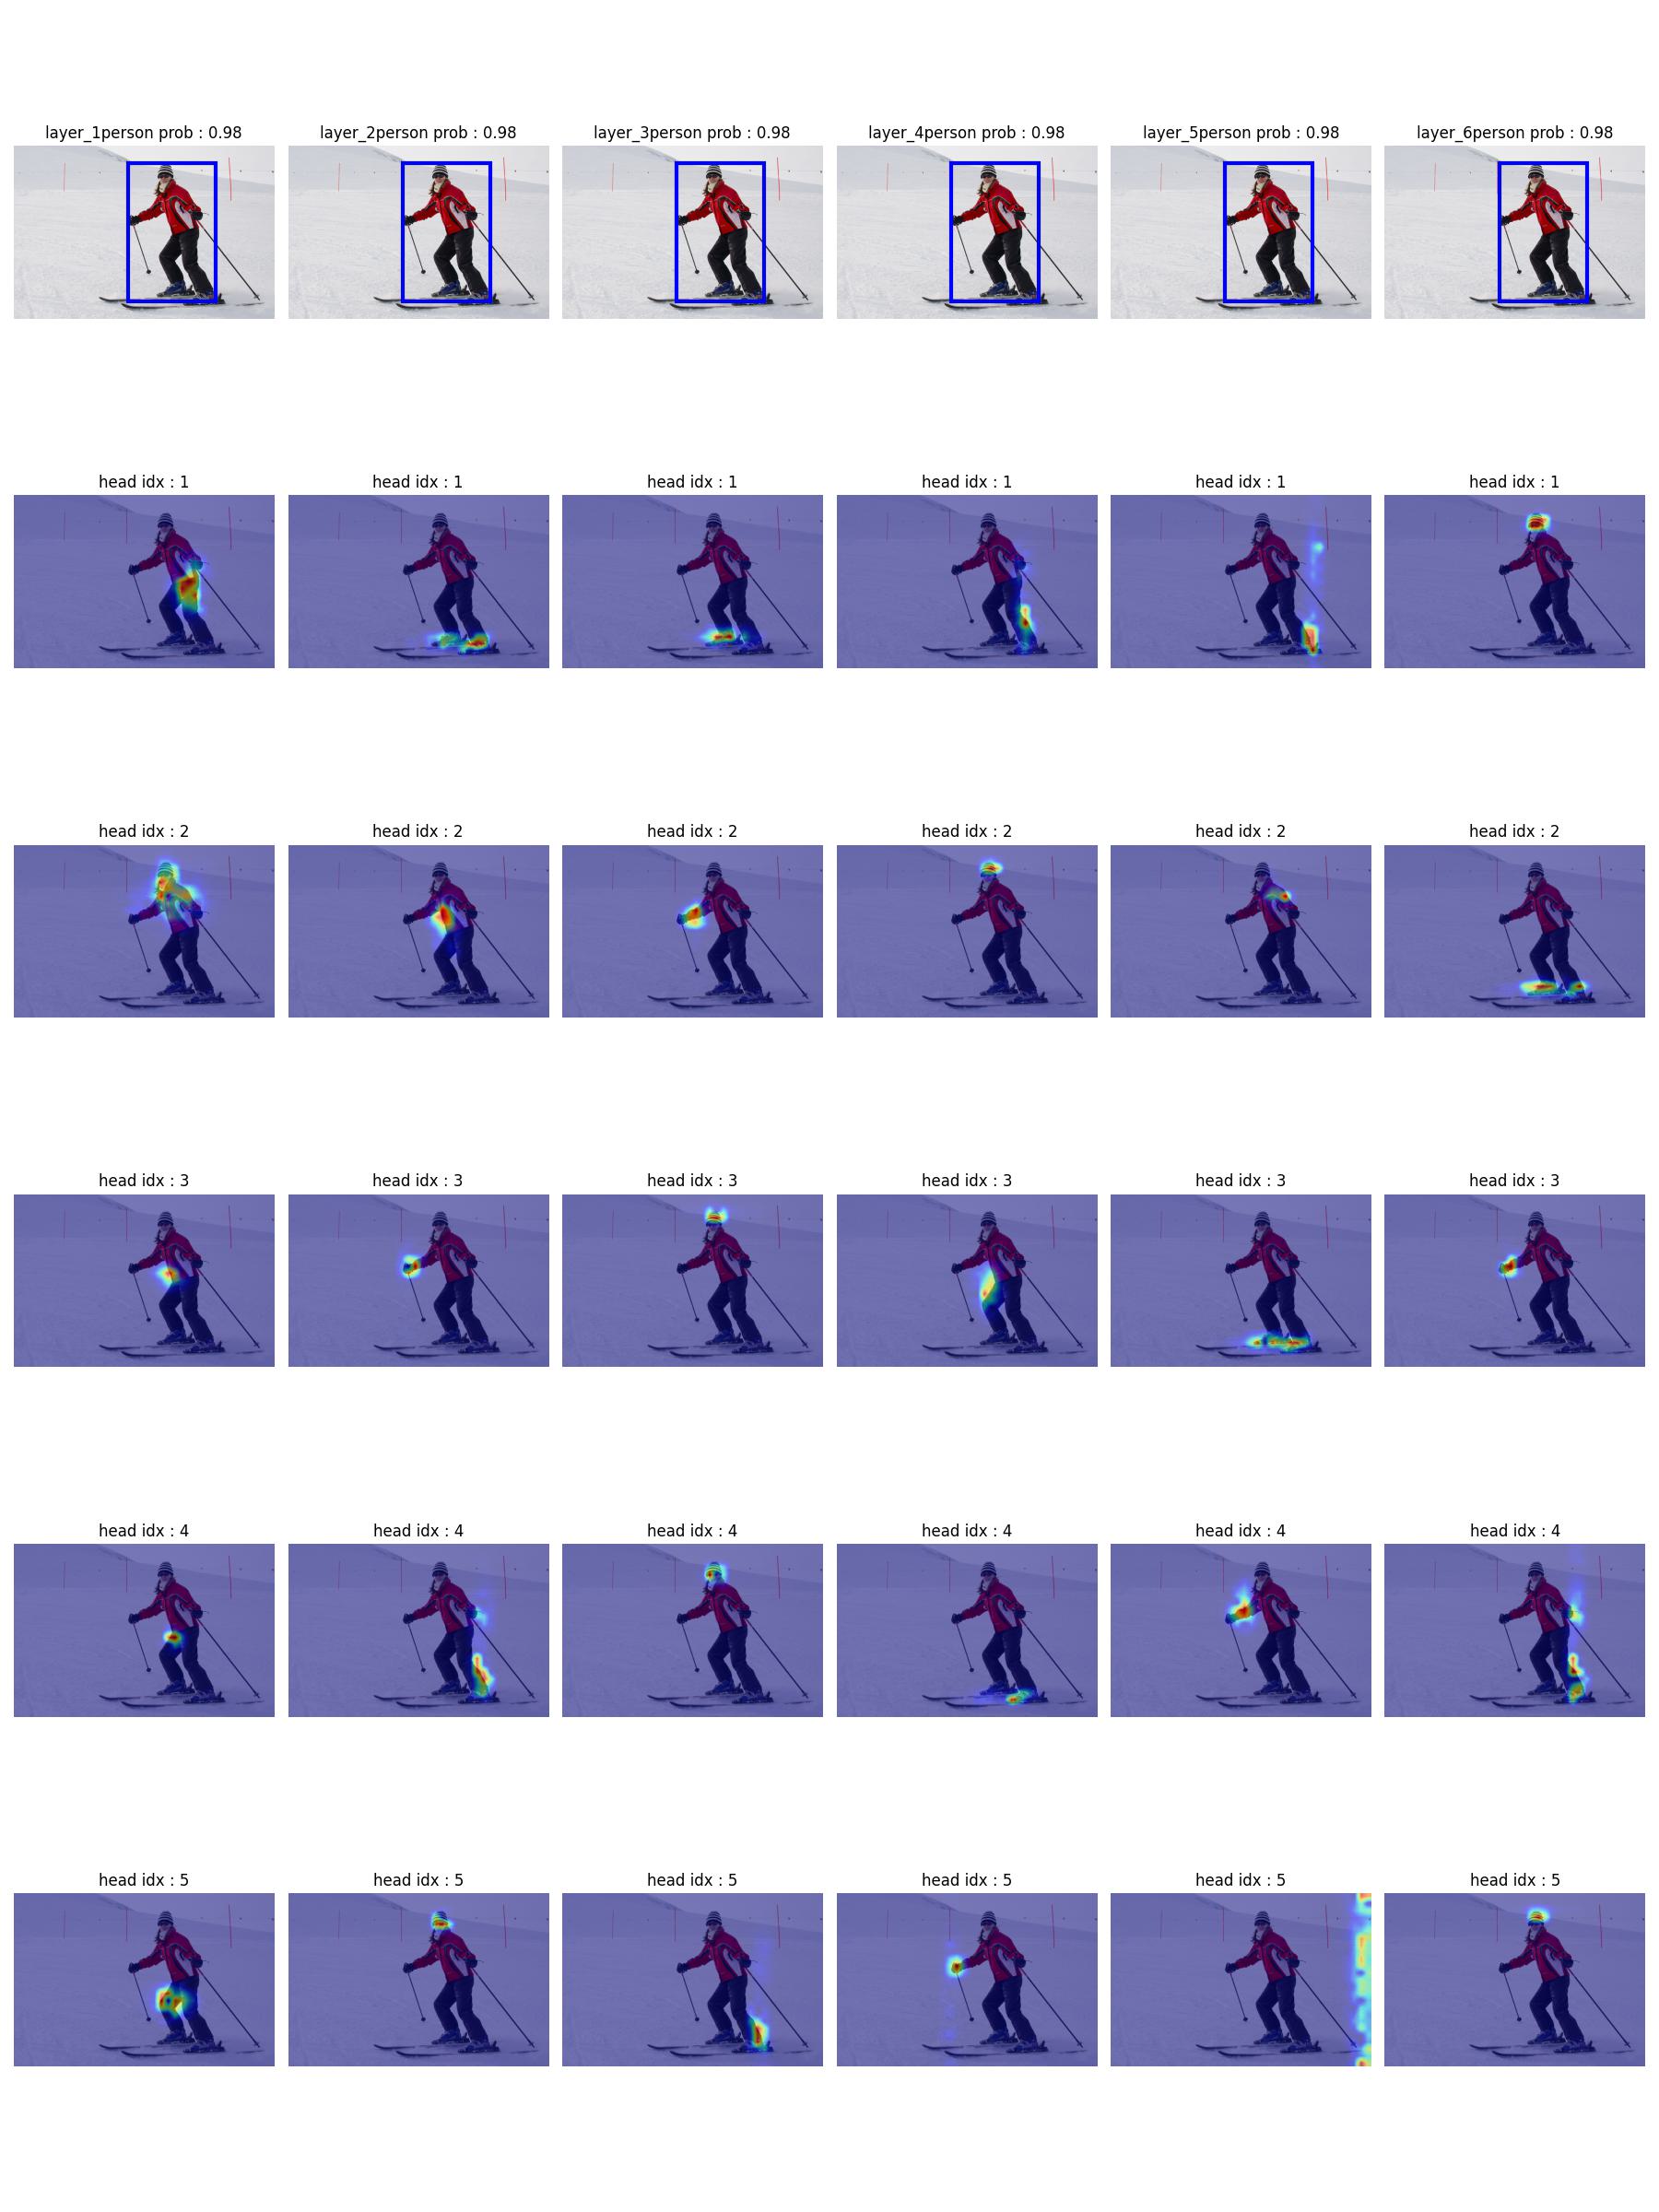 layer_1person prob : 0.98 layer_2person prob : 0.98 layer_3person prob : 0.98 layer_4person prob : 0.98 layer_5person prob : 0.98 layer_6person prob : 0.98
head idx : 1 head idx : 1 head idx : 1 head idx : 1 head idx : 1 head idx : 1
head idx : 2 head idx : 2 head idx : 2 head idx : 2 head idx : 2 head idx : 2
head idx : 3 head idx : 3 head idx : 3 head idx : 3 head idx : 3 head idx : 3
head idx : 4 head idx : 4 head idx : 4 head idx : 4 head idx : 4 head idx : 4
head idx : 5 head idx : 5 head idx : 5 head idx : 5 head idx : 5 head idx : 5